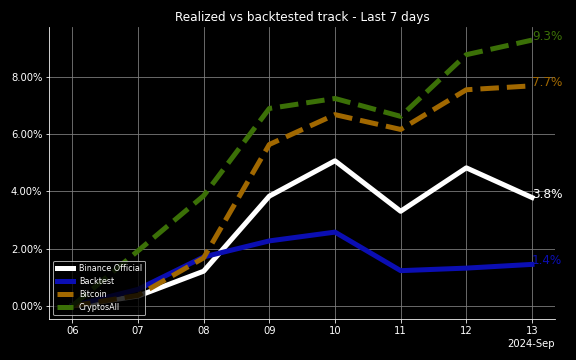 Realized vs backtested track - Last 7 days
9.3%
7.7%
8.00%
6.00%
4.00%
3.8%
2.00%
1.4%
0.00%
Binance Official
Backtest
Bitcoin
CryptosAll
06 07 08 09 10 11 12 13
2024-Sep